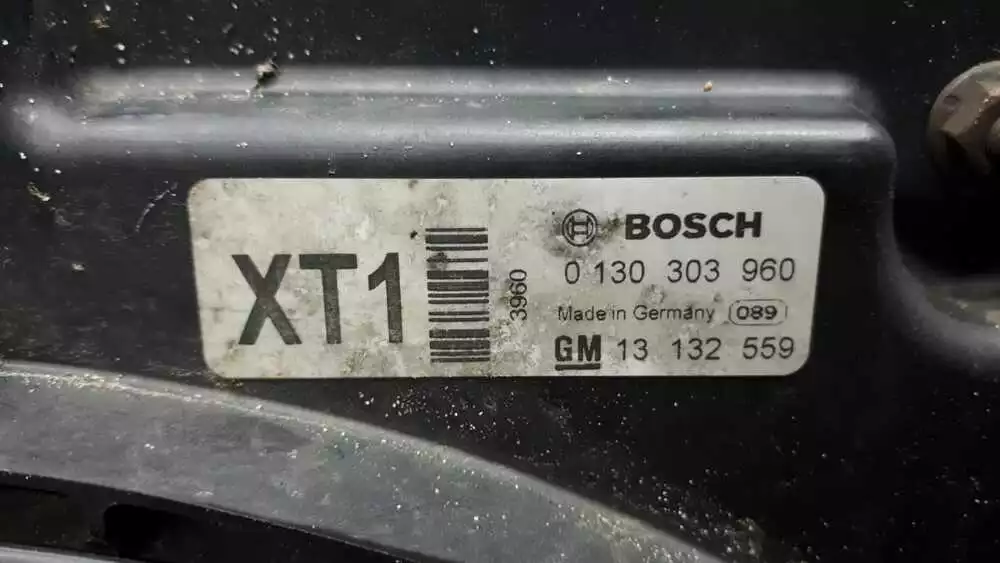 XT1
3960
BOSCH
0 130 303 960
Made in Germany 089
GM 13 132 559